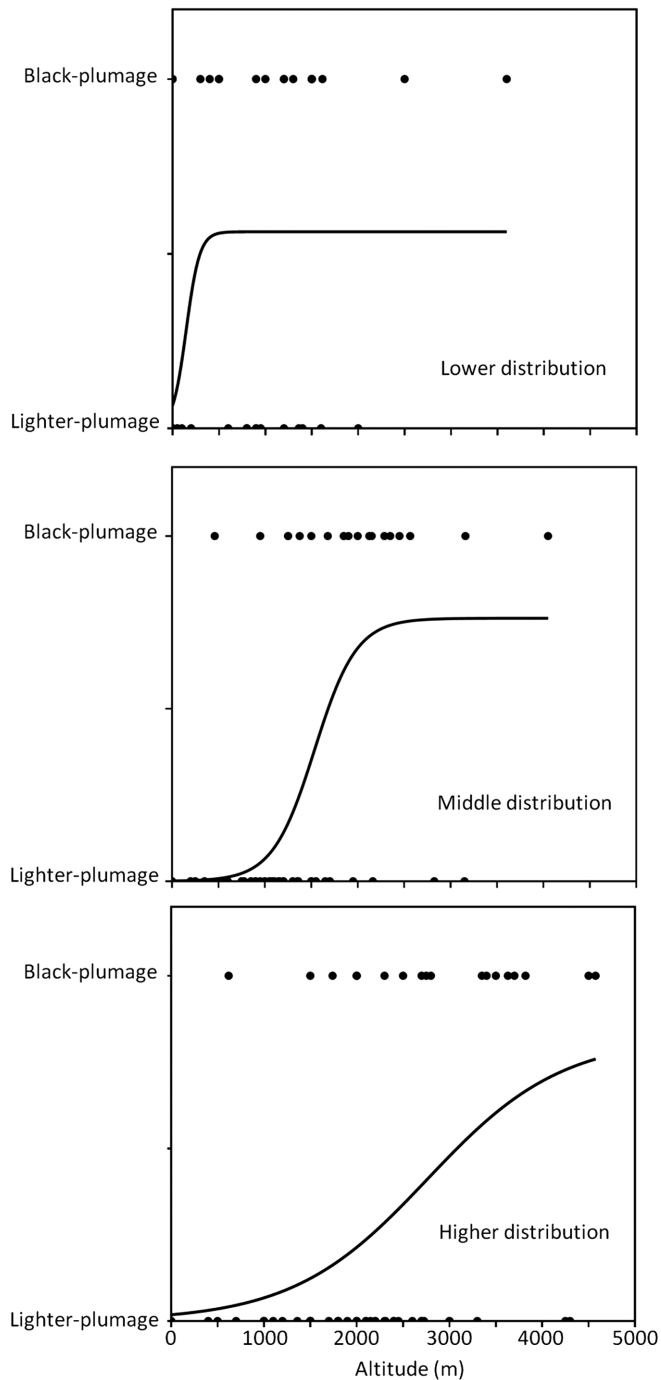 Black-plumage
Lower distribution
Lighter-plumage
Black-plumage
Middle distribution
Lighter-plumage
Black-plumage
Higher distribution
Lighter-plumage
0 1000 2000 3000 4000 5000
Altitude (m)